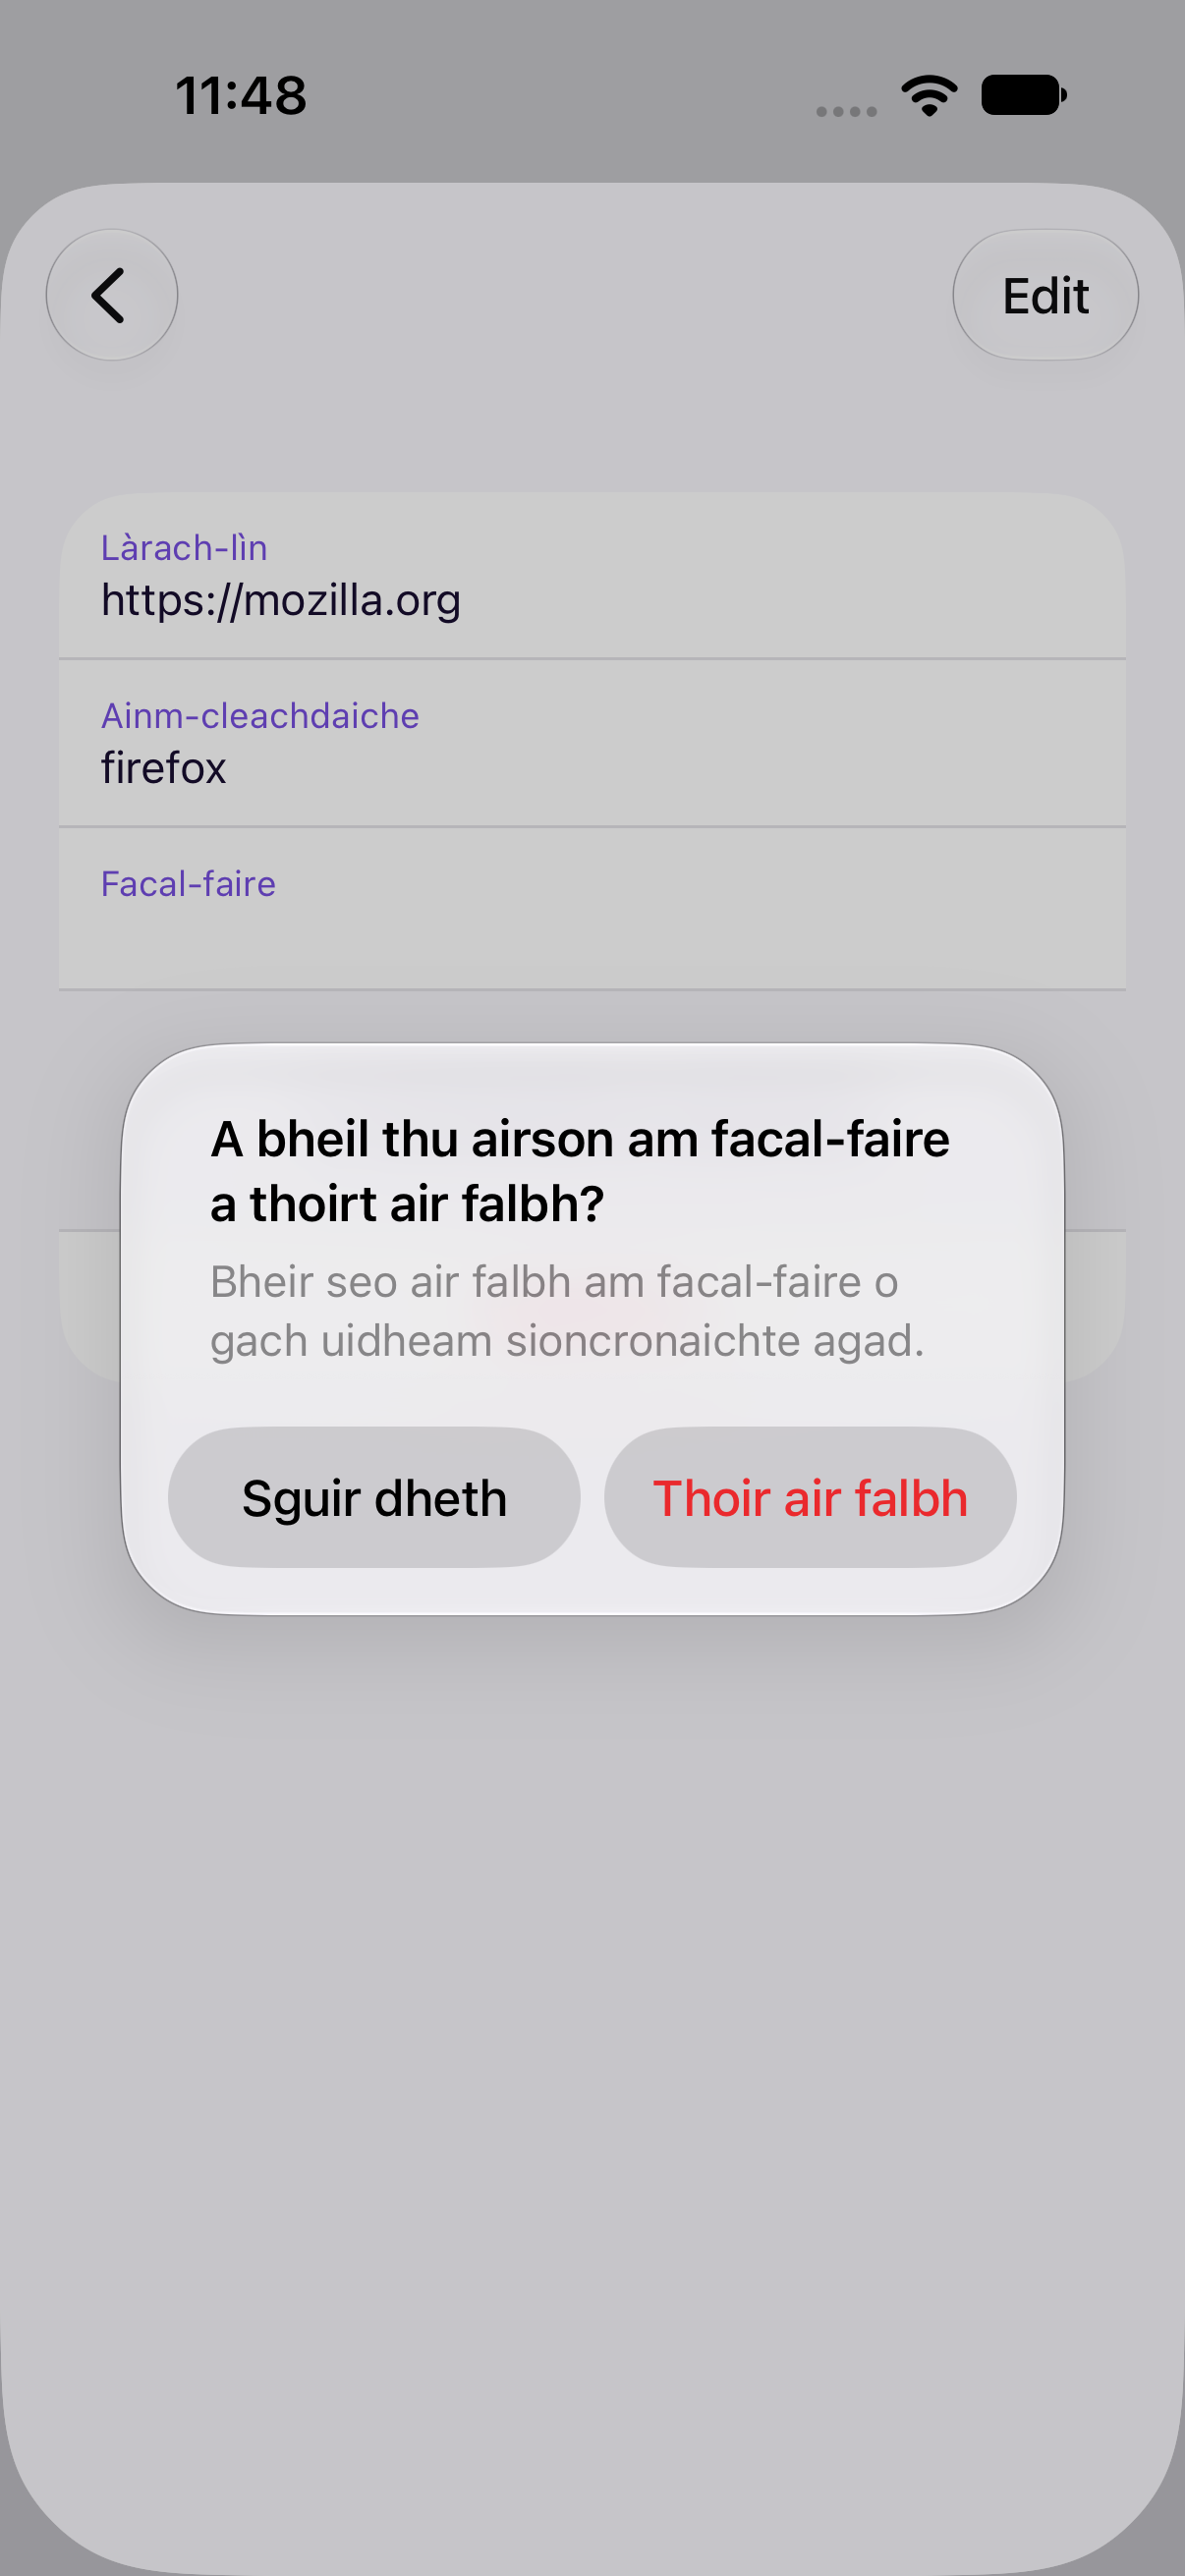 11:48
Edit
Làrach-lìn
https://mozilla.org
Ainm-cleachdaiche
firefox
Facal-faire
A bheil thu airson am facal-faire
a thoirt air falbh?
Bheir seo air falbh am facal-faire o
gach uidheam sioncronaichte agad.
Sguir dheth
Thoir air falbh